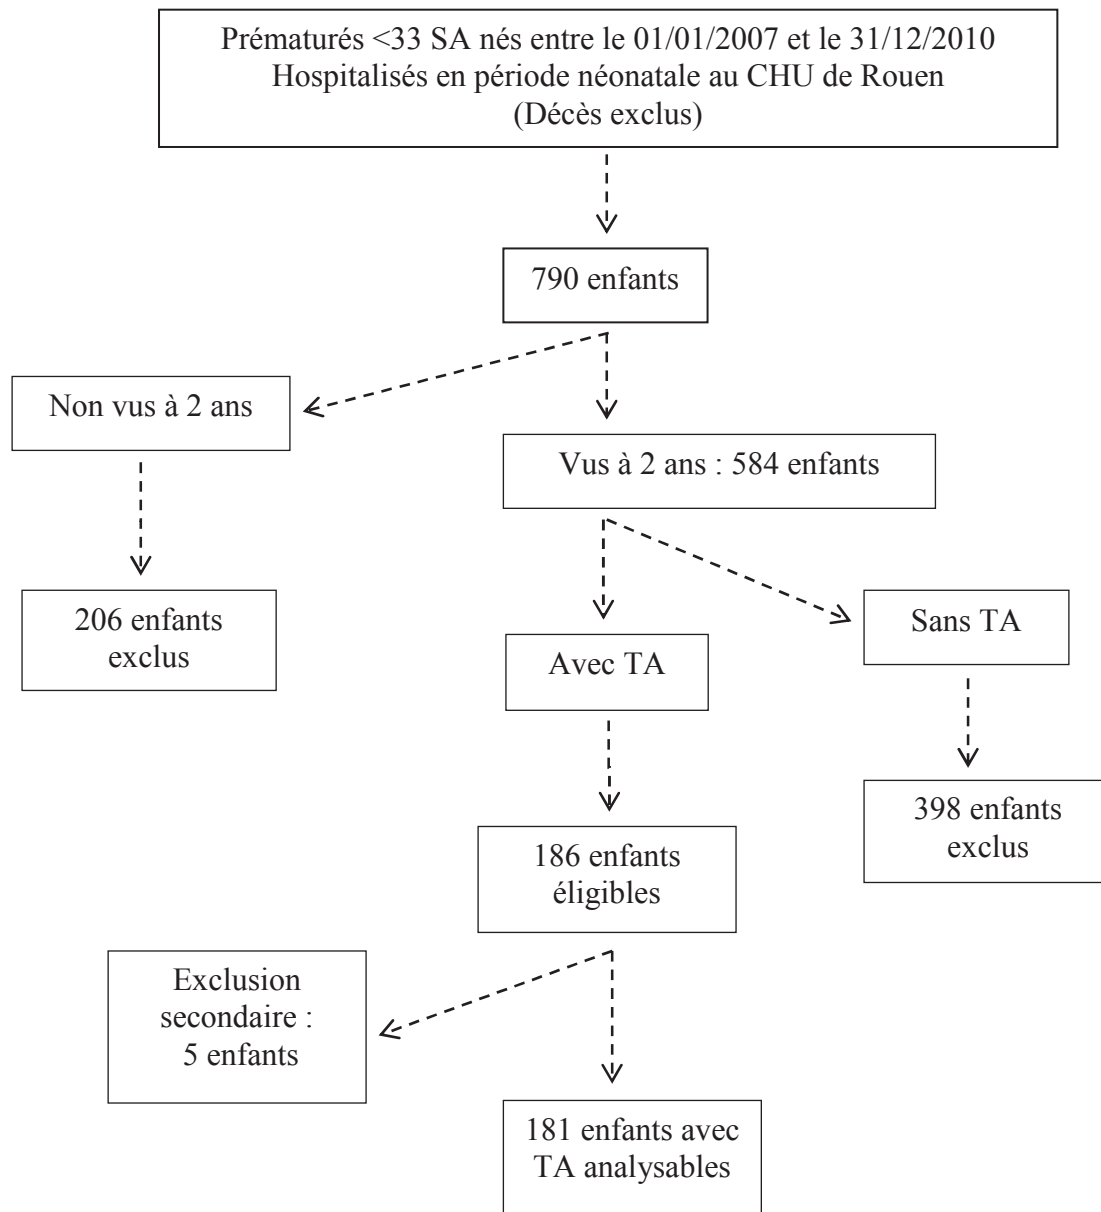 Prématurés <33 SA nés entre le 01/01/2007 et le 31/12/2010
Hospitalisés en période néonatale au CHU de Rouen
(Décès exclus)
790 enfants
Non vus à 2 ans
Vus à 2 ans : 584 enfants
206 enfants
exclus
Avec TA
Sans TA
398 enfants
exclus
186 enfants
éligibles
Exclusion
secondaire :
5 enfants
181 enfants avec
TA analysables